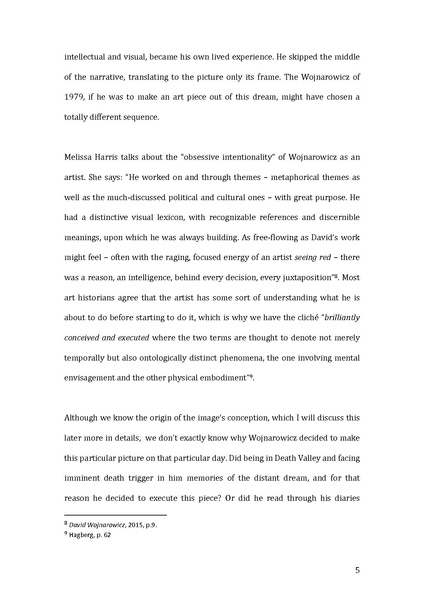 intellectual and visual, became his own lived experience. He skipped the middle
of the narrative, translating to the picture only its frame. The Wojnarowicz of
1979, if he was to make an art piece out of this dream, might have chosen a
totally different sequence.
Melissa Harris talks about the "obsessive intentionality" of Wojnarowicz as an
artist. She says: "He worked on and through themes – metaphorical themes as
well as the much-discussed political and cultural ones – with great purpose. He
had a distinctive visual lexicon, with recognizable references and discernible
meanings, upon which he was always building. As free-flowing as David's work
might feel – often with the raging, focused energy of an artist seeing red – there
was a reason, an intelligence, behind every decision, every juxtaposition"8. Most
art historians agree that the artist has some sort of understanding what he is
about to do before starting to do it, which is why we have the cliché "brilliantly
conceived and executed where the two terms are thought to denote not merely
temporally but also ontologically distinct phenomena, the one involving mental
envisagement and the other physical embodiment"9.
Although we know the origin of the image's conception, which I will discuss this
later more in details, we don't exactly know why Wojnarowicz decided to make
this particular picture on that particular day. Did being in Death Valley and facing
imminent death trigger in him memories of the distant dream, and for that
reason he decided to execute this piece? Or did he read through his diaries
8 David Wojnarowicz, 2015, p.9.
9 Hagberg, p. 62
5